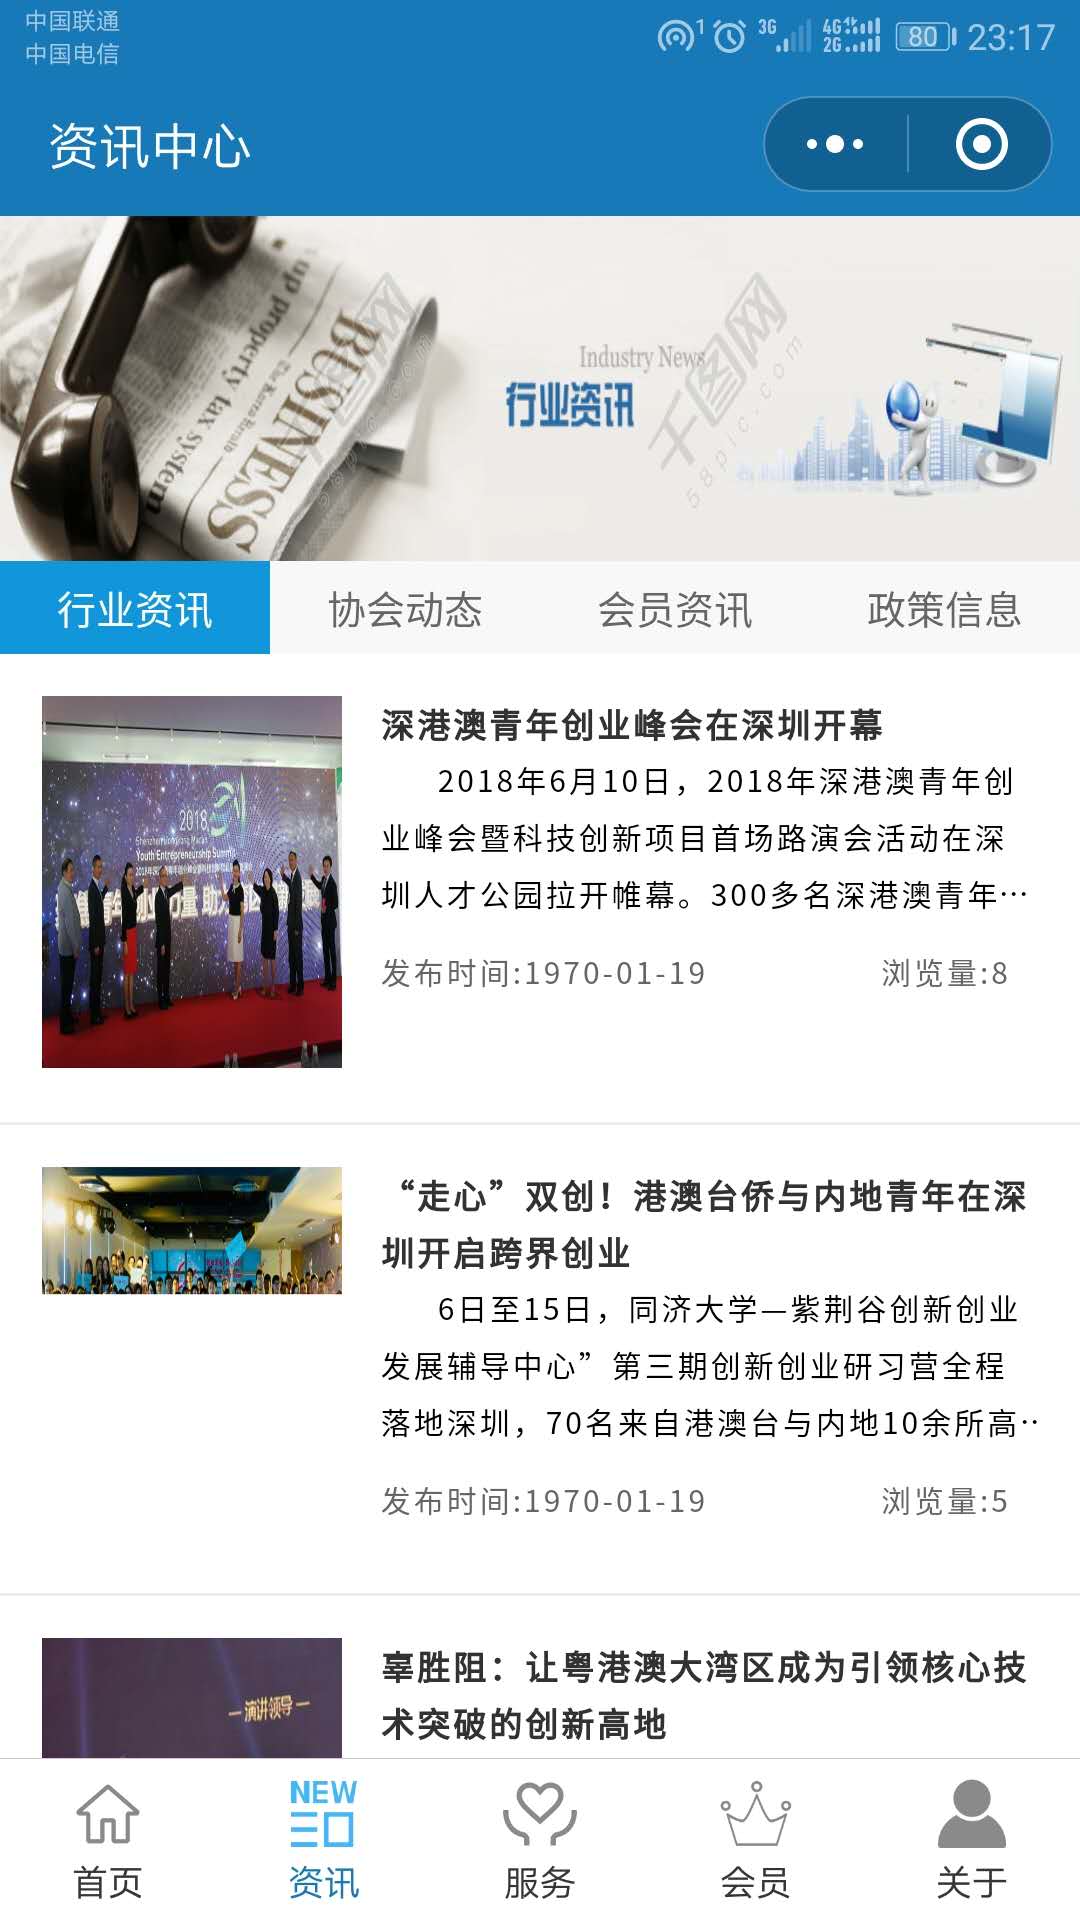 中国联通
中国电信
1 3G 4G 2G 80 23:17
资讯中心
up property tax system
The Korea Herald
BUSINESS
Industry News
行业资讯
千图网
58pic.com
行业资讯 协会动态 会员资讯 政策信息
2018
Youth Entrepreneurship Summit
深港澳青年创业峰会在深圳开幕
2018年6月10日，2018年深港澳青年创
业峰会暨科技创新项目首场路演会活动在深
圳人才公园拉开帷幕。300多名深港澳青年…
发布时间:1970-01-19 浏览量:8
“走心”双创！港澳台侨与内地青年在深
圳开启跨界创业
6日至15日，同济大学—紫荆谷创新创业
发展辅导中心”第三期创新创业研习营全程
落地深圳，70名来自港澳台与内地10余所高‥
发布时间:1970-01-19 浏览量:5
演讲领导
辜胜阻：让粤港澳大湾区成为引领核心技
术突破的创新高地
NEW
首页 资讯 服务 会员 关于